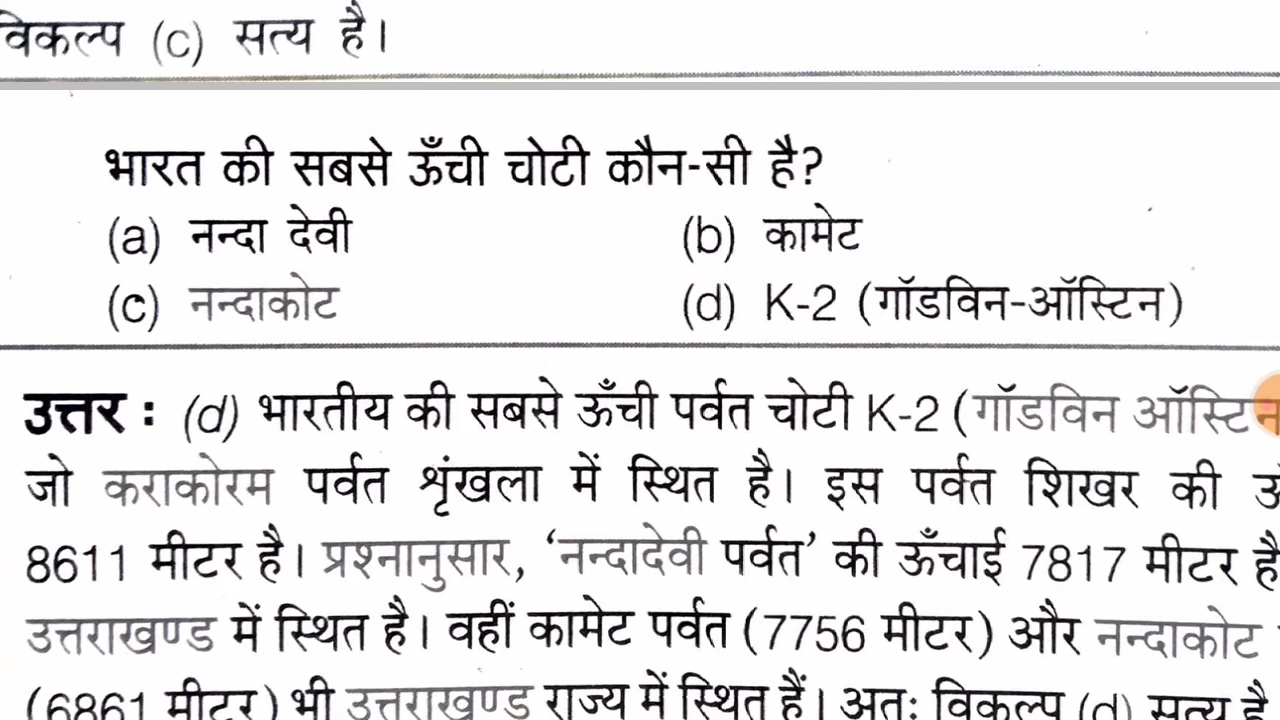 विकल्प (c) सत्य है।
भारत की सबसे ऊँची चोटी कौन-सी है?
(a) नन्दा देवी (b) कामेट
(c) नन्दाकोट (d) K-2 (गॉडविन-ऑस्टिन)
उत्तर : (d) भारतीय की सबसे ऊँची पर्वत चोटी K-2 (गॉडविन ऑस्टिन
जो कराकोरम पर्वत श्रृंखला में स्थित है। इस पर्वत शिखर की
8611 मीटर है। प्रश्नानुसार, ‘नन्दादेवी पर्वत’ की ऊँचाई 7817 मीटर है
उत्तराखण्ड में स्थित है। वहीं कामेट पर्वत (7756 मीटर) और नन्दाकोट
(6861 मीटर) भी उत्तराखण्ड राज्य में स्थित हैं। अतः विकल्प (d) सत्य है